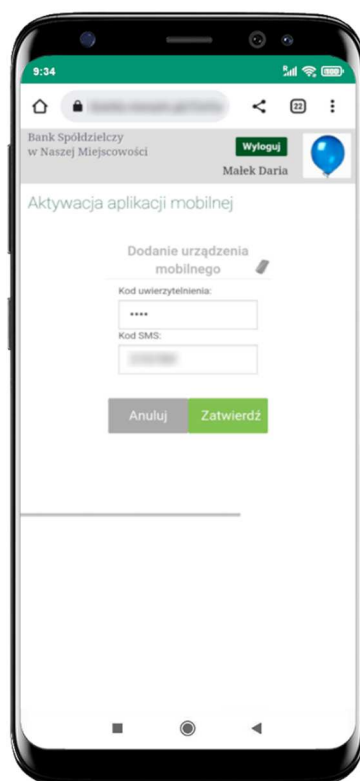 9:34
22
100
Bank Spółdzielczy
w Naszej Miejscowości
Wyloguj
Małek Daria
Aktywacja aplikacji mobilnej
Dodanie urządzenia
mobilnego
Kod uwierzytelnienia:
••••
Kod SMS:
Anuluj
Zatwierdź